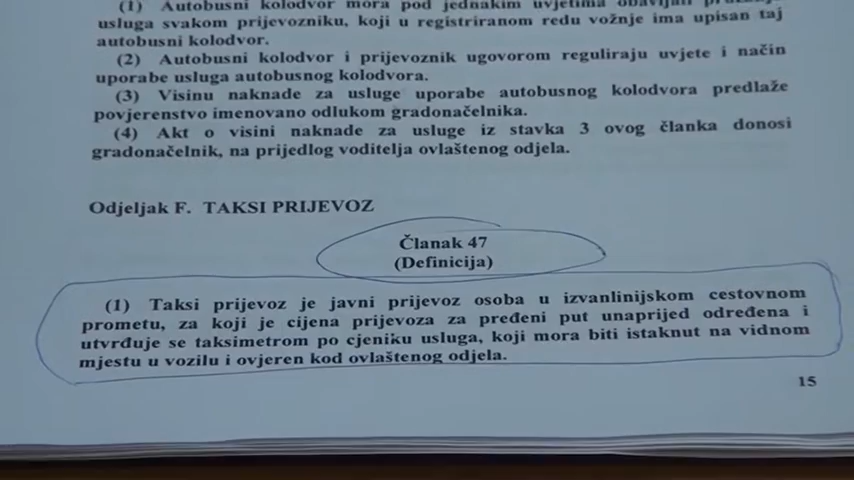 (1) Autobusni kolodvor mora pod jednakim uvjetima obavljati pružanje
usluga svakom prijevozniku, koji u registriranom redu vožnje ima upisan taj
autobusni kolodvor.
(2) Autobusni kolodvor i prijevoznik ugovorom reguliraju uvjete i način
uporabe usluga autobusnog kolodvora.
(3) Visinu naknade za usluge uporabe autobusnog kolodvora predlaže
povjerenstvo imenovano odlukom gradonačelnika.
(4) Akt o visini naknade za usluge iz stavka 3 ovog članka donosi
gradonačelnik, na prijedlog voditelja ovlaštenog odjela.
Odjeljak F. TAKSI PRIJEVOZ
Članak 47
(Definicija)
(1) Taksi prijevoz je javni prijevoz osoba u izvanlinijskom cestovnom
prometu, za koji je cijena prijevoza za pređeni put unaprijed određena i
utvrđuje se taksimetrom po cjeniku usluga, koji mora biti istaknut na vidnom
mjestu u vozilu i ovjeren kod ovlaštenog odjela.
15